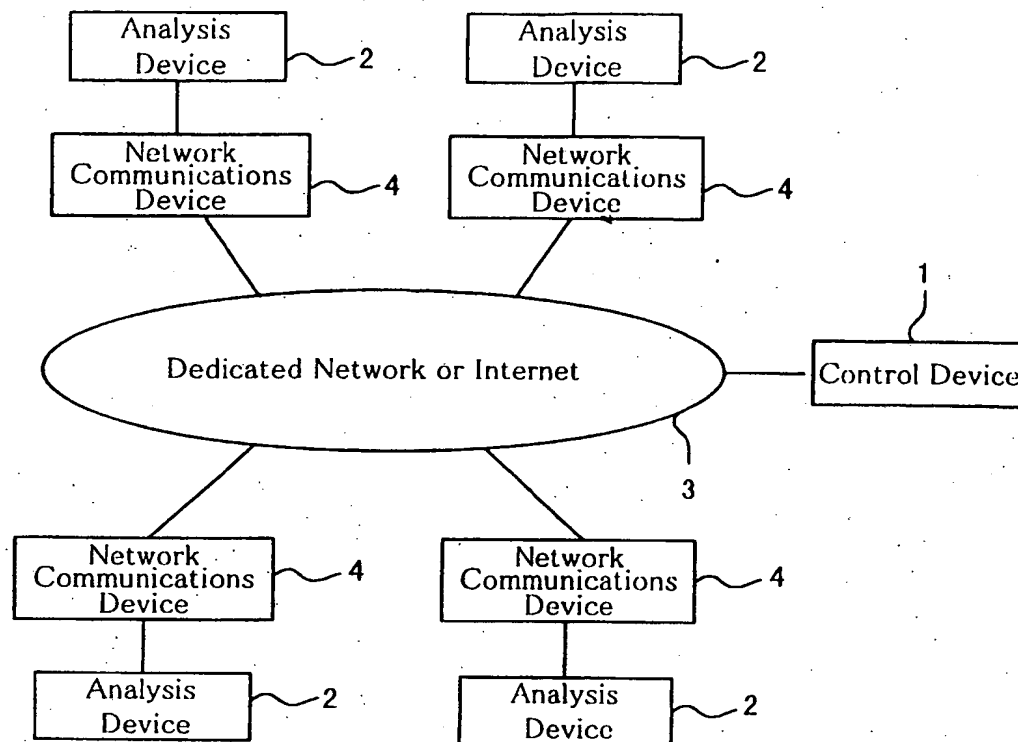 Analysis
Device
2
Analysis
Device
2
Network
Communications
Device
4
Network
Communications
Device
4
1
Dedicated Network or Internet
Control Device
3
Network
Communications
Device
4
Network
Communications
Device
4
Analysis
Device
2
Analysis
Device
2